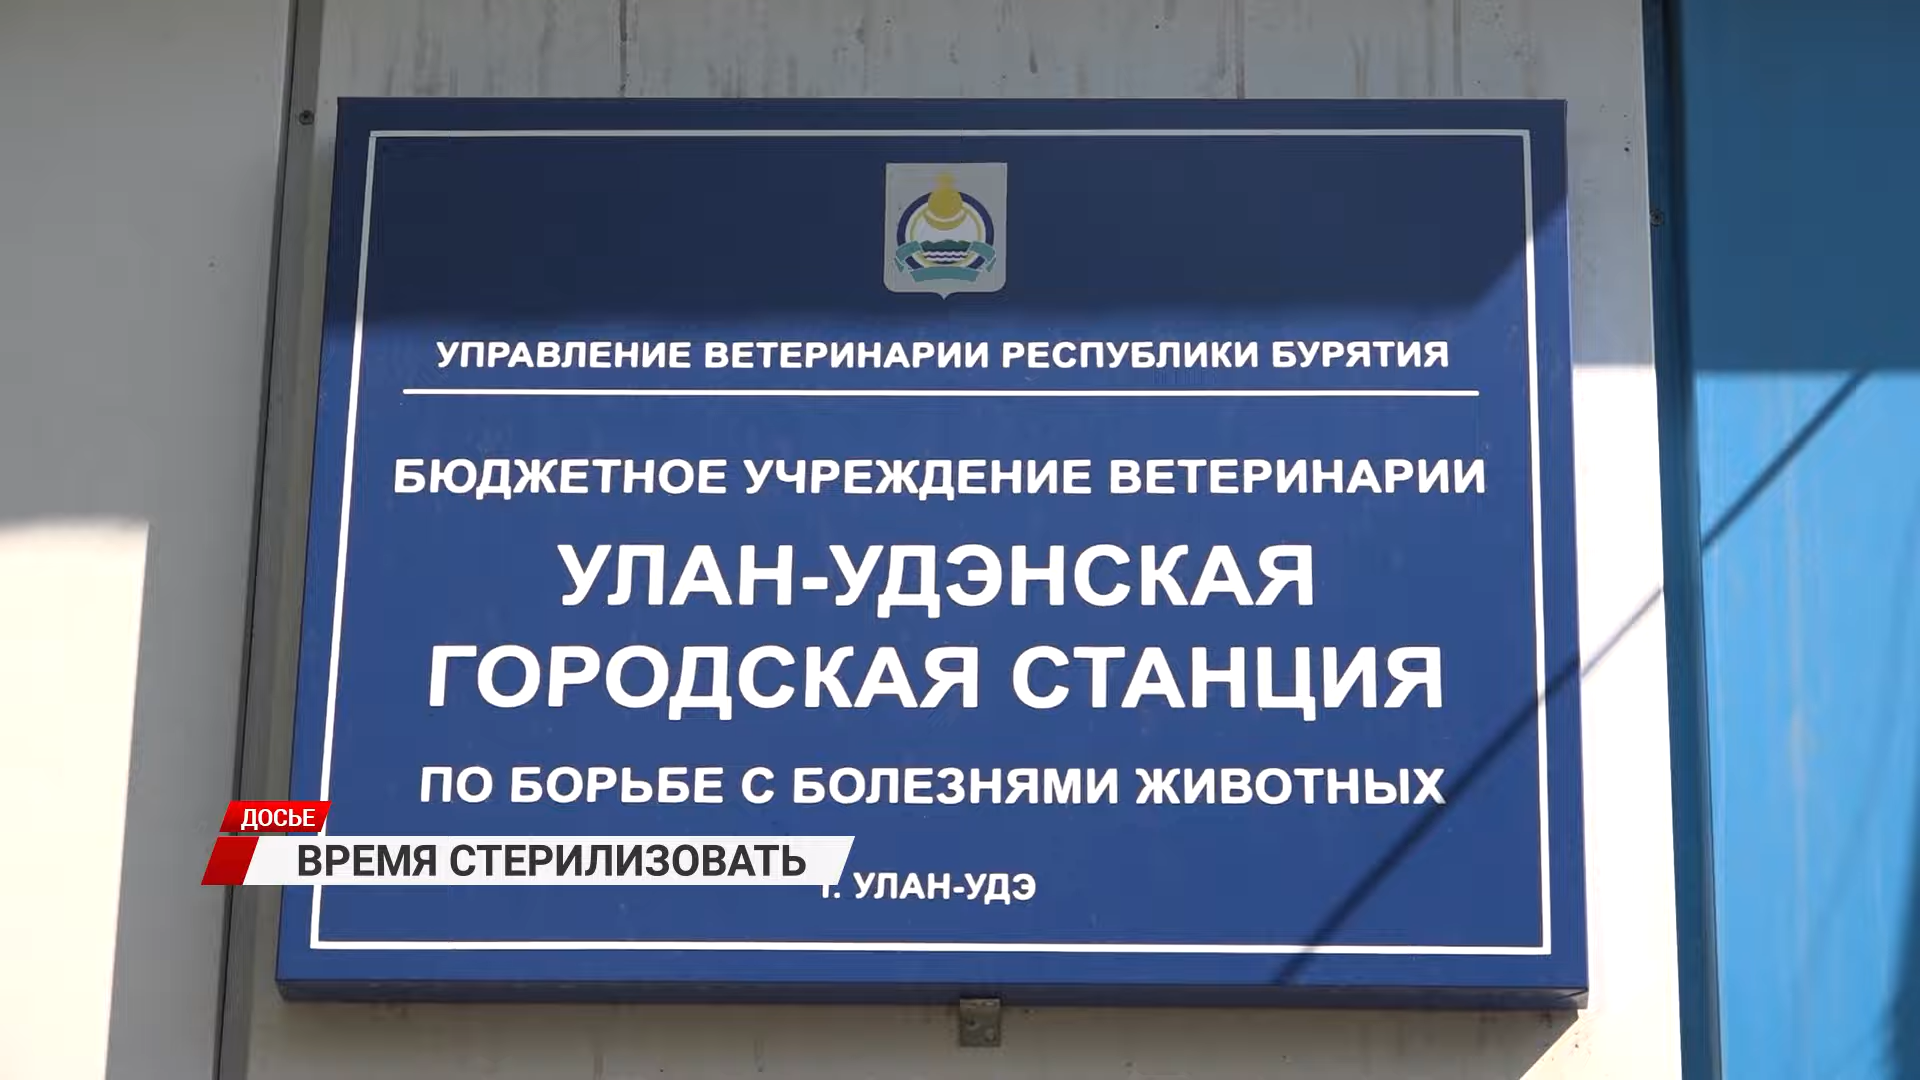 УПРАВЛЕНИЕ ВЕТЕРИНАРИИ РЕСПУБЛИКИ БУРЯТИЯ
БЮДЖЕТНОЕ УЧРЕЖДЕНИЕ ВЕТЕРИНАРИИ
УЛАН-УДЭНСКАЯ
ГОРОДСКАЯ СТАНЦИЯ
ПО БОРЬБЕ С БОЛЕЗНЯМИ ЖИВОТНЫХ
г. УЛАН-УДЭ
ДОСЬЕ
ВРЕМЯ СТЕРИЛИЗОВАТЬ